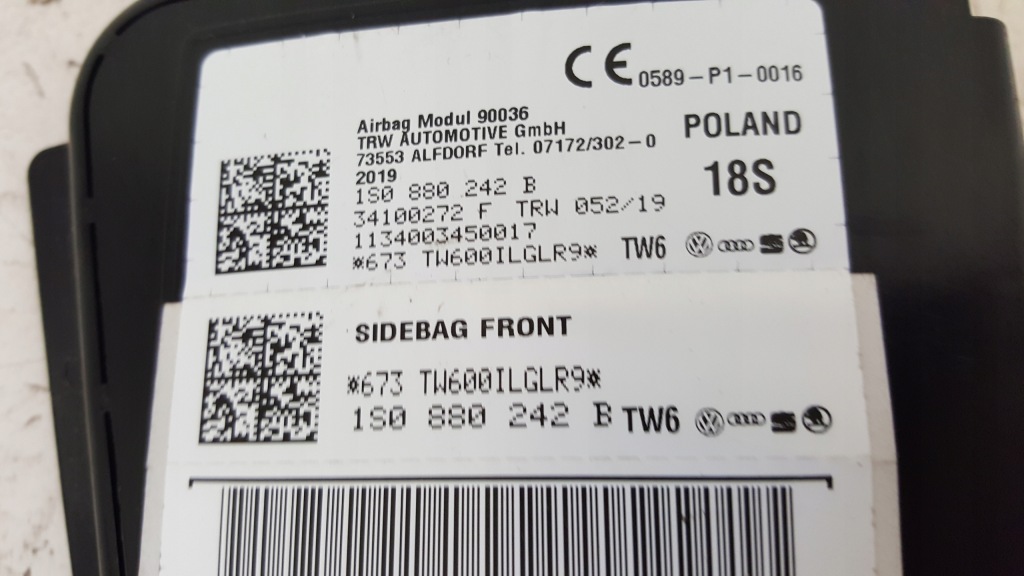 CE 0589-P1-0016
Airbag Modul 90036
TRW AUTOMOTIVE GmbH
73553 ALFDORF Tel. 07172/302-0
2019
POLAND
18S
1S0 880 242 B
34100272 F TRW 052/19
1134003450017
*673 TW600ILGLR9* TW6
SIDEBAG FRONT
*673 TW600ILGLR9*
1S0 880 242 B TW6